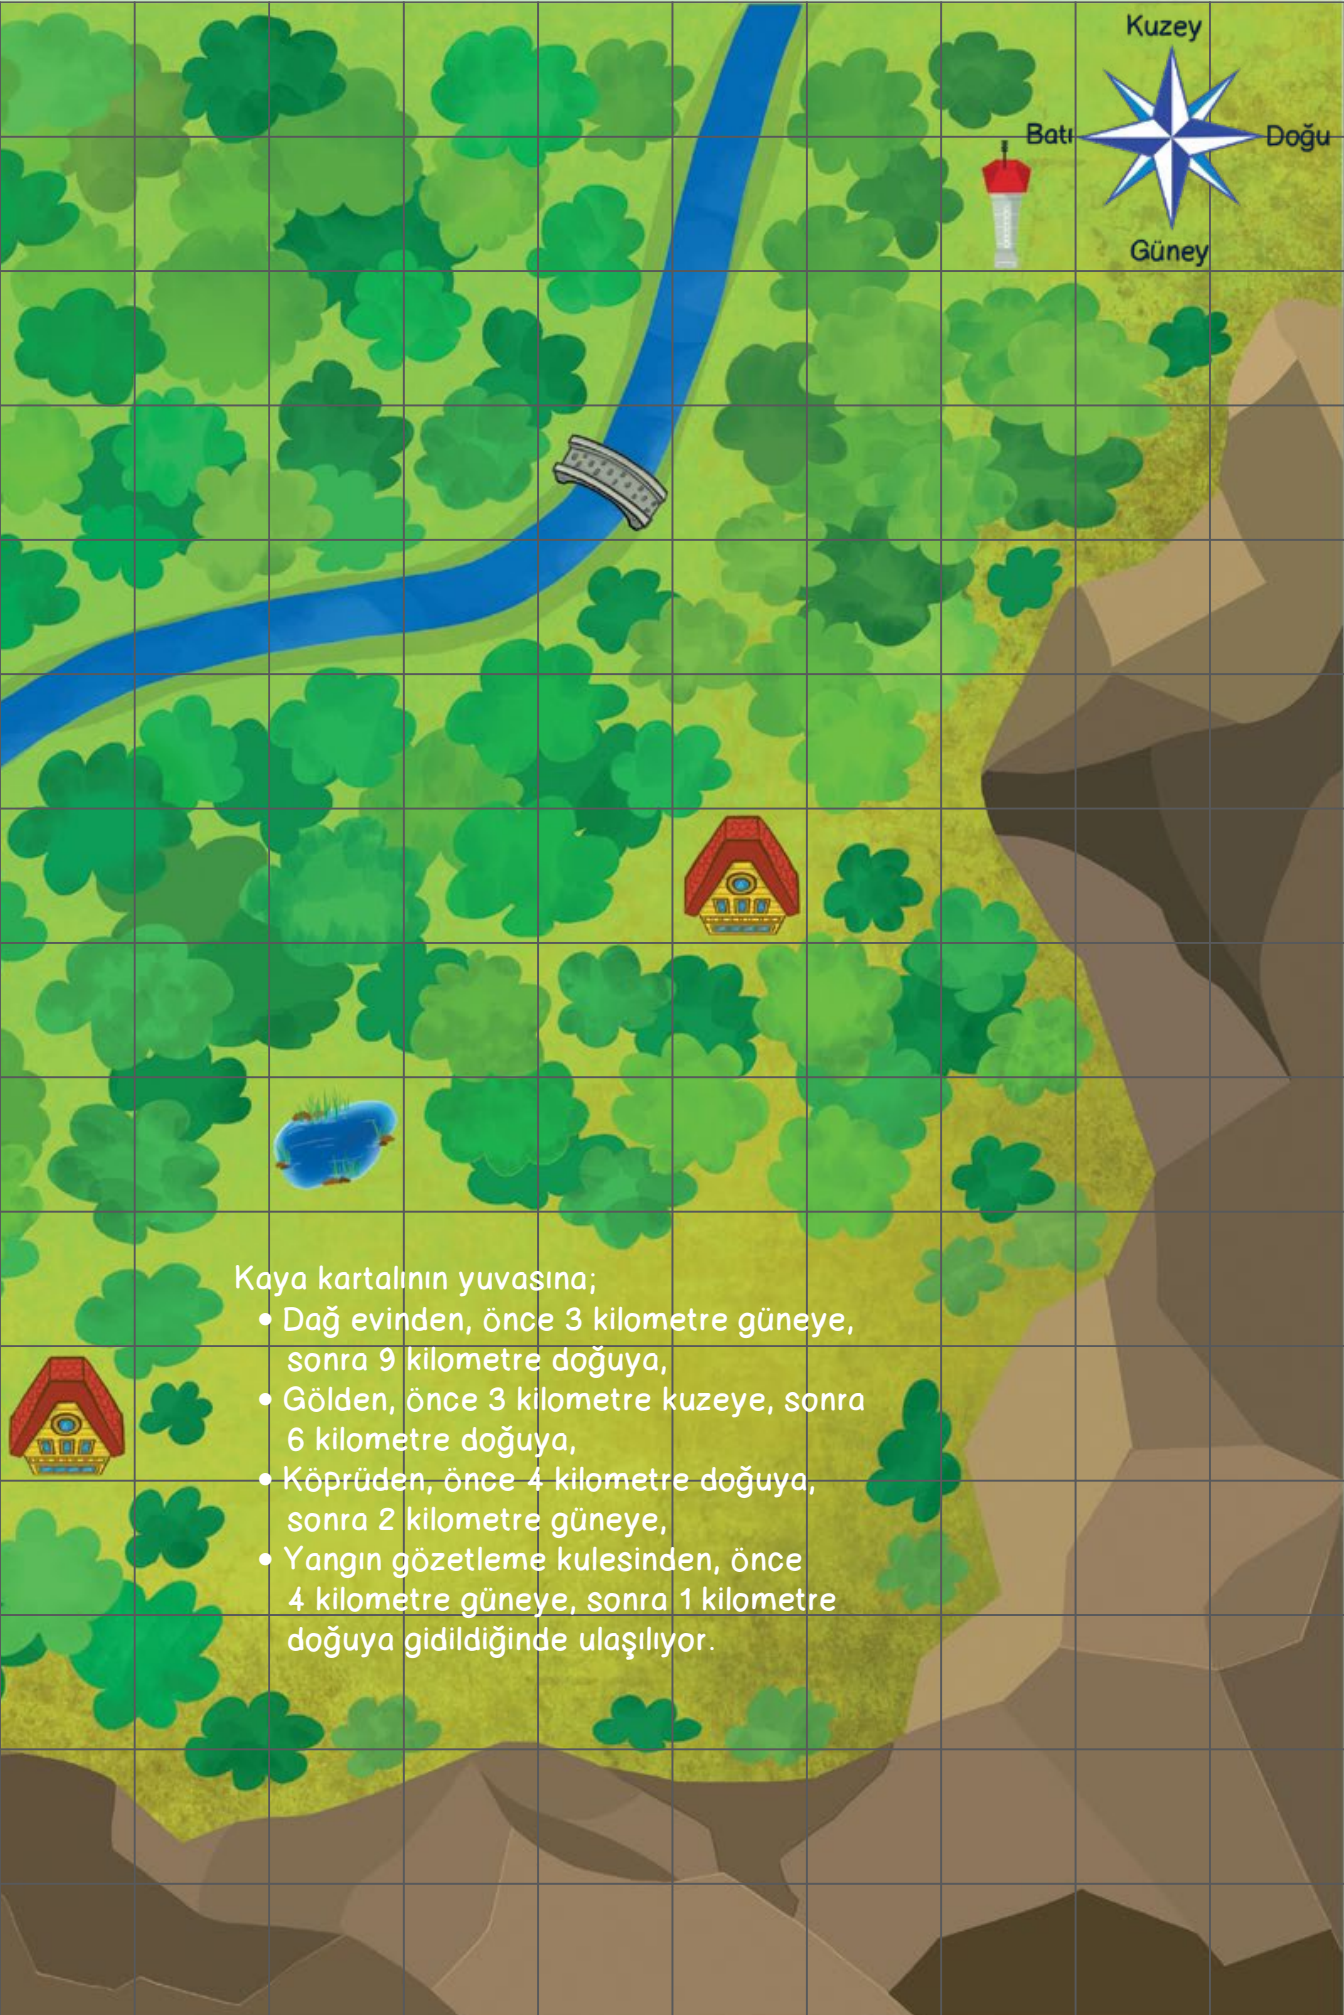 Kuzey
Batı
Doğu
Güney
Kaya kartalının yuvasına;
• Dağ evinden, önce 3 kilometre güneye,
sonra 9 kilometre doğuya,
• Gölden, önce 3 kilometre kuzeye, sonra
6 kilometre doğuya,
• Köprüden, önce 4 kilometre doğuya,
sonra 2 kilometre güneye,
• Yangın gözetleme kulesinden, önce
4 kilometre güneye, sonra 1 kilometre
doğuya gidildiğinde ulaşılıyor.